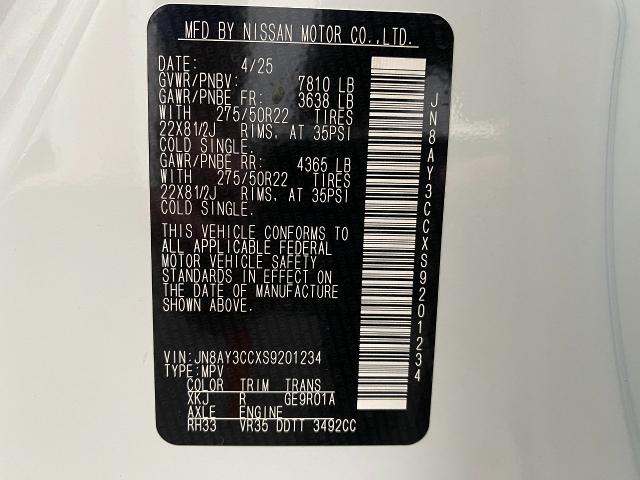 MFD BY NISSAN MOTOR CO.,LTD.
DATE: 4/25
GVWR/PNBV: 7810 LB
GAWR/PNBE FR: 3638 LB
WITH 275/50R22 TIRES
22X81/2J RIMS, AT 35PSI
COLD SINGLE.
GAWR/PNBE RR: 4365 LB
WITH 275/50R22 TIRES
22X81/2J RIMS, AT 35PSI
COLD SINGLE.
THIS VEHICLE CONFORMS TO
ALL APPLICABLE FEDERAL
MOTOR VEHICLE SAFETY
STANDARDS IN EFFECT ON
THE DATE OF MANUFACTURE
SHOWN ABOVE.
VIN:JN8AY3CCXS9201234
TYPE:MPV
COLOR TRIM TRANS
XKJ R GE9R01A
AXLE ENGINE
RH33 VR35 DDTT 3492CC
JN8AY3CCXS9201234